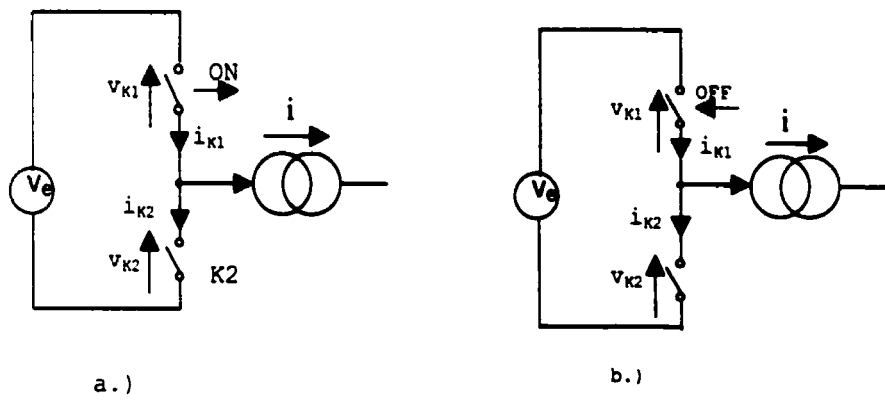 ON
v_K1
i
i_K1
V_e
i_K2
v_K2
K2
a.)
OFF
v_K1
i
i_K1
V_e
i_K2
v_K2
b.)